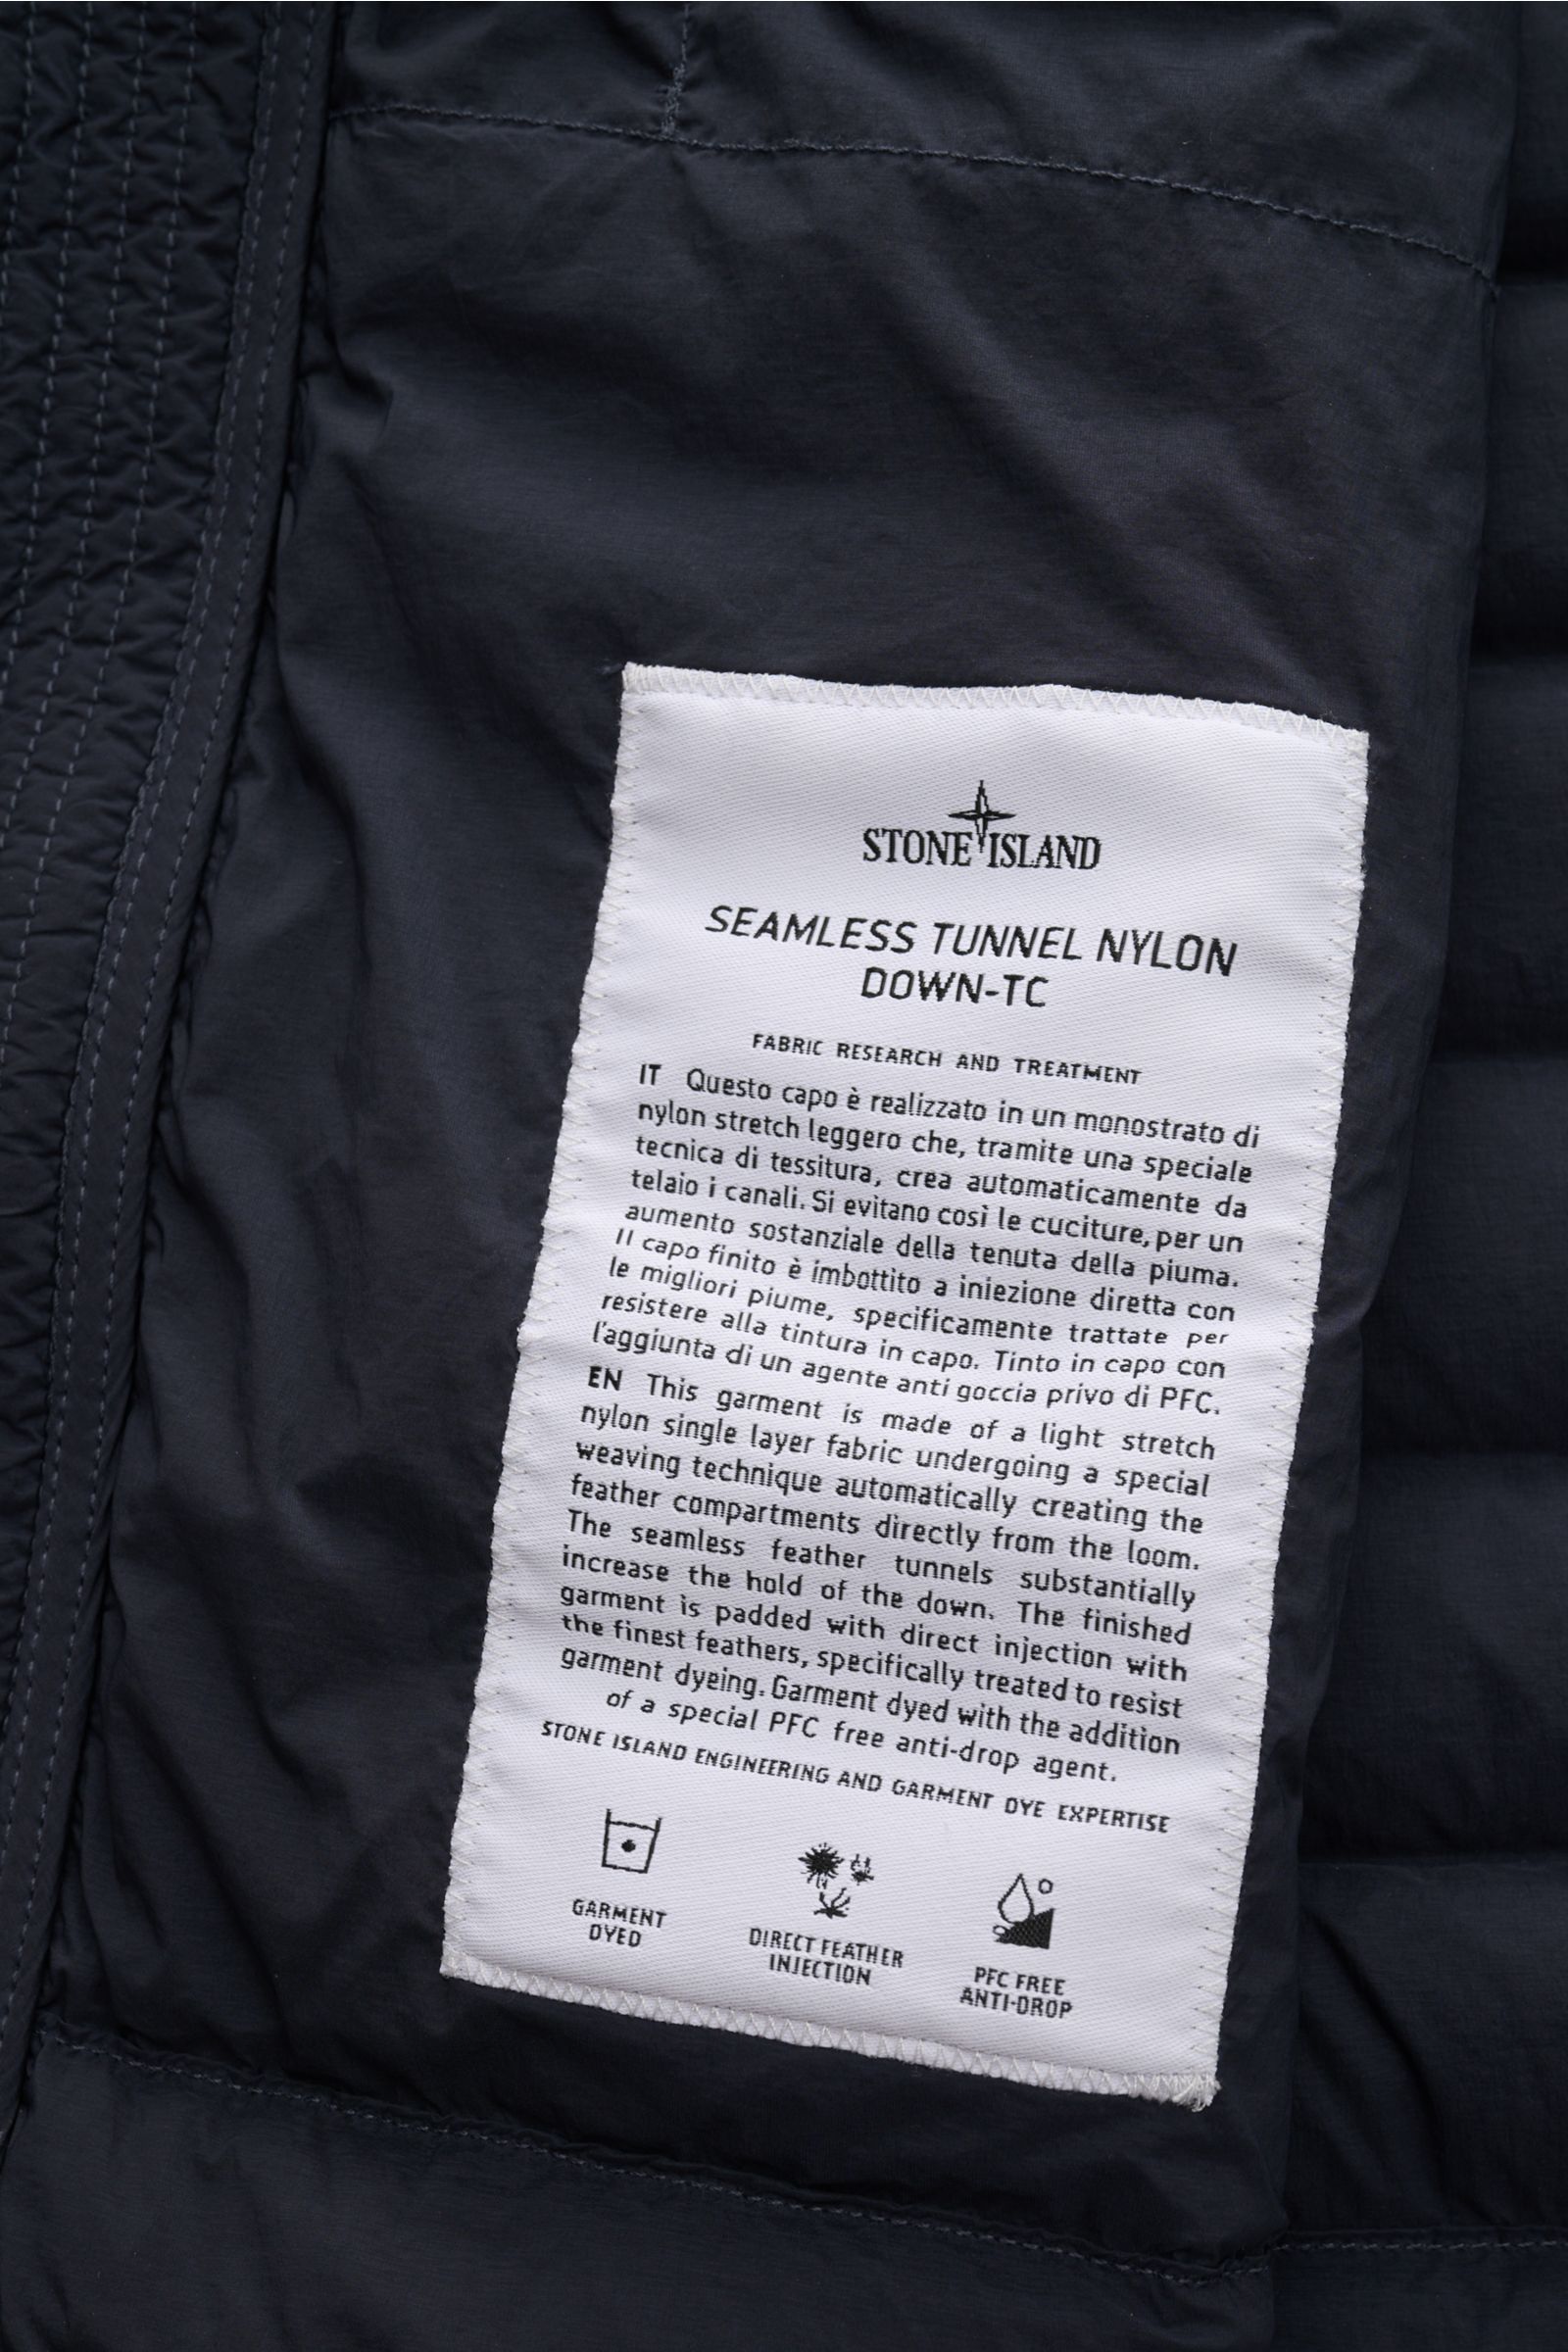 STONE ISLAND
SEAMLESS TUNNEL NYLON
DOWN-TC
FABRIC RESEARCH AND TREATMENT
IT Questo capo è realizzato in un monostrato di
nylon stretch leggero che, tramite una speciale
tecnica di tessitura, crea automaticamente da
telaio i canali. Si evitano così le cuciture, per un
aumento sostanziale della tenuta della piuma.
Il capo finito è imbottito a iniezione diretta con
le migliori piume, specificamente trattate per
resistere alla tintura in capo. Tinto in capo con
l'aggiunta di un agente anti goccia privo di PFC.
EN This garment is made of a light stretch
nylon single layer fabric undergoing a special
weaving technique automatically creating the
feather compartments directly from the loom.
The seamless feather tunnels substantially
increase the hold of the down. The finished
garment is padded with direct injection with
the finest feathers, specifically treated to resist
garment dyeing. Garment dyed with the addition
of a special PFC free anti-drop agent.
STONE ISLAND ENGINEERING AND GARMENT DYE EXPERTISE
GARMENT
DYED
DIRECT FEATHER
INJECTION
PFC FREE
ANTI-DROP